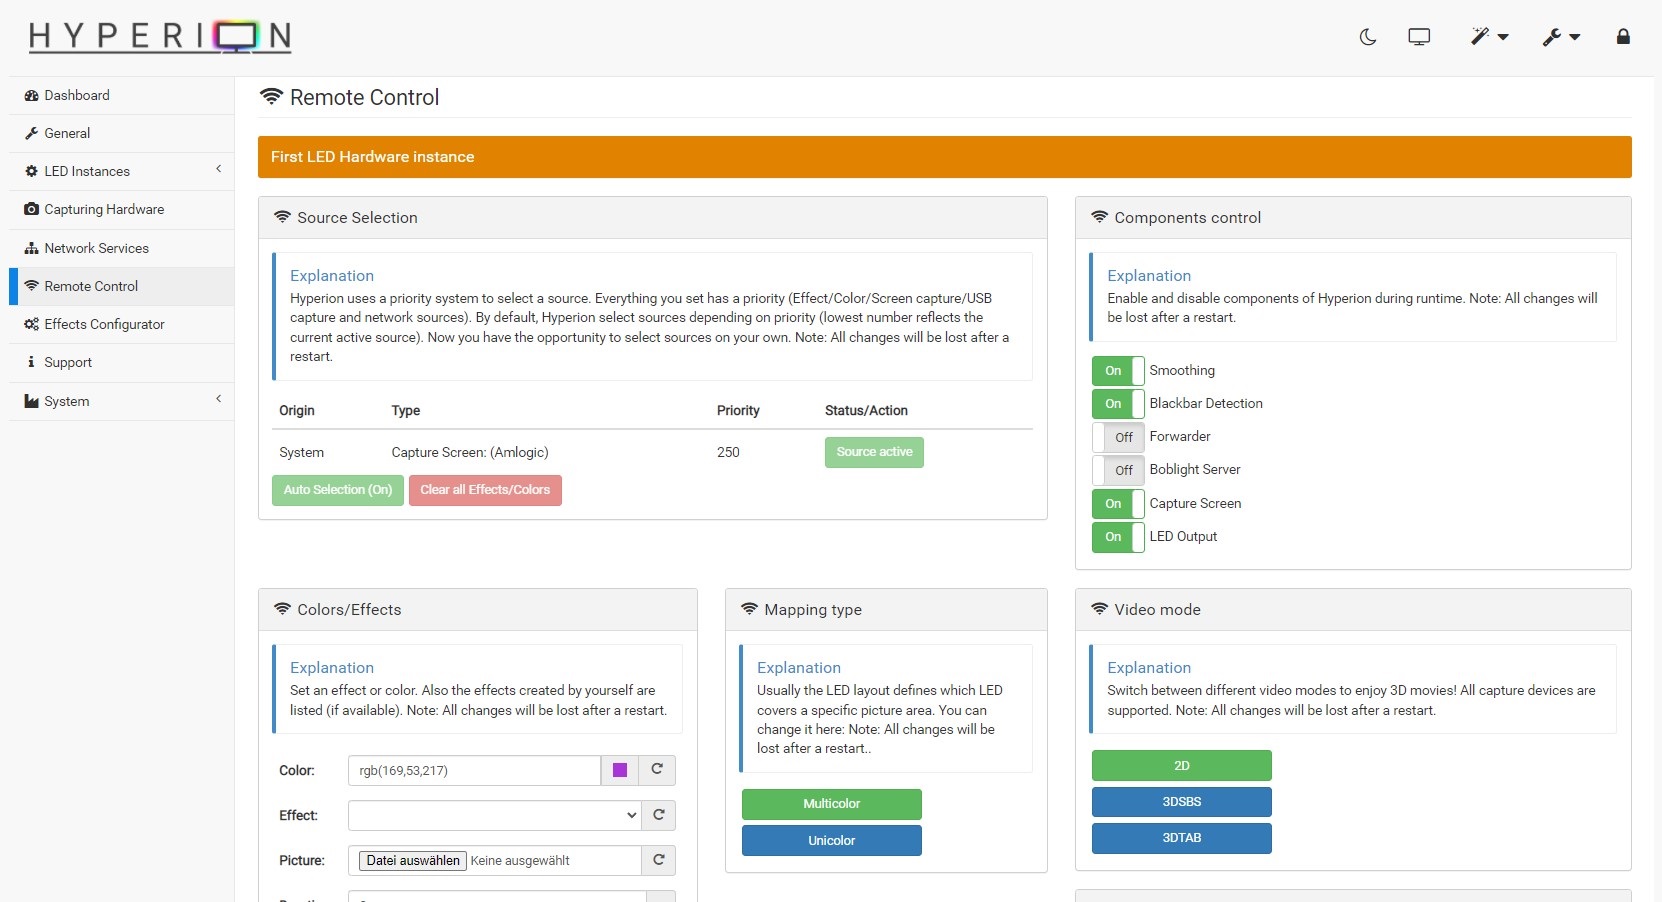 HYPERION
Dashboard
General
LED Instances
Capturing Hardware
Network Services
Remote Control
Effects Configurator
Support
System
Remote Control
First LED Hardware instance
Source Selection
Explanation
Hyperion uses a priority system to select a source. Everything you set has a priority (Effect/Color/Screen capture/USB
capture and network sources). By default, Hyperion select sources depending on priority (lowest number reflects the
current active source). Now you have the opportunity to select sources on your own. Note: All changes will be lost after a
restart.
Origin Type Priority Status/Action
System Capture Screen: (Amlogic) 250 Source active
Auto Selection (On) Clear all Effects/Colors
Components control
Explanation
Enable and disable components of Hyperion during runtime. Note: All changes will
be lost after a restart.
On Smoothing
On Blackbar Detection
Off Forwarder
Off Boblight Server
On Capture Screen
On LED Output
Colors/Effects
Explanation
Set an effect or color. Also the effects created by yourself are
listed (if available). Note: All changes will be lost after a restart.
Color: rgb(169,53,217)
Effect:
Picture: Datei auswählen Keine ausgewählt
Mapping type
Explanation
Usually the LED layout defines which LED
covers a specific picture area. You can
change it here: Note: All changes will be
lost after a restart..
Multicolor
Unicolor
Video mode
Explanation
Switch between different video modes to enjoy 3D movies! All capture devices are
supported. Note: All changes will be lost after a restart.
2D
3DSBS
3DTAB